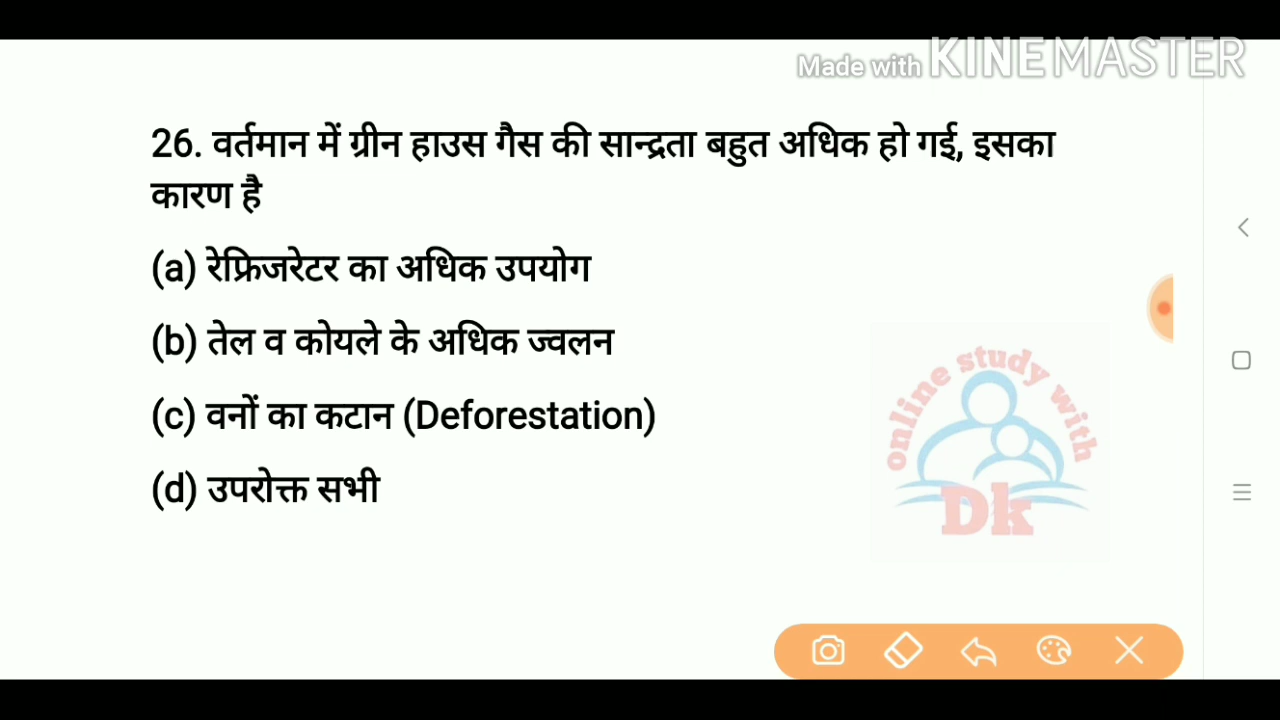 Made with KINEMASTER
26. वर्तमान में ग्रीन हाउस गैस की सान्द्रता बहुत अधिक हो गई, इसका
कारण है
(a) रेफ्रिजरेटर का अधिक उपयोग
(b) तेल व कोयले के अधिक ज्वलन
(c) वनों का कटान (Deforestation)
(d) उपरोक्त सभी
online study with
Dk